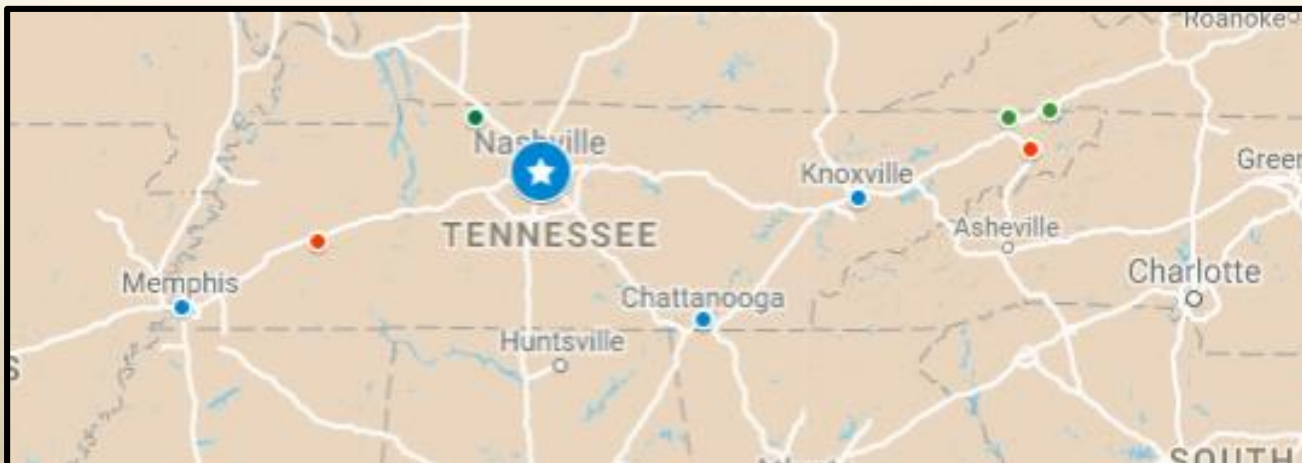 Roanoke
Nashville
Knoxville
Green
TENNESSEE
Asheville
Memphis
Charlotte
Chattanooga
Huntsville
S
SOUTH